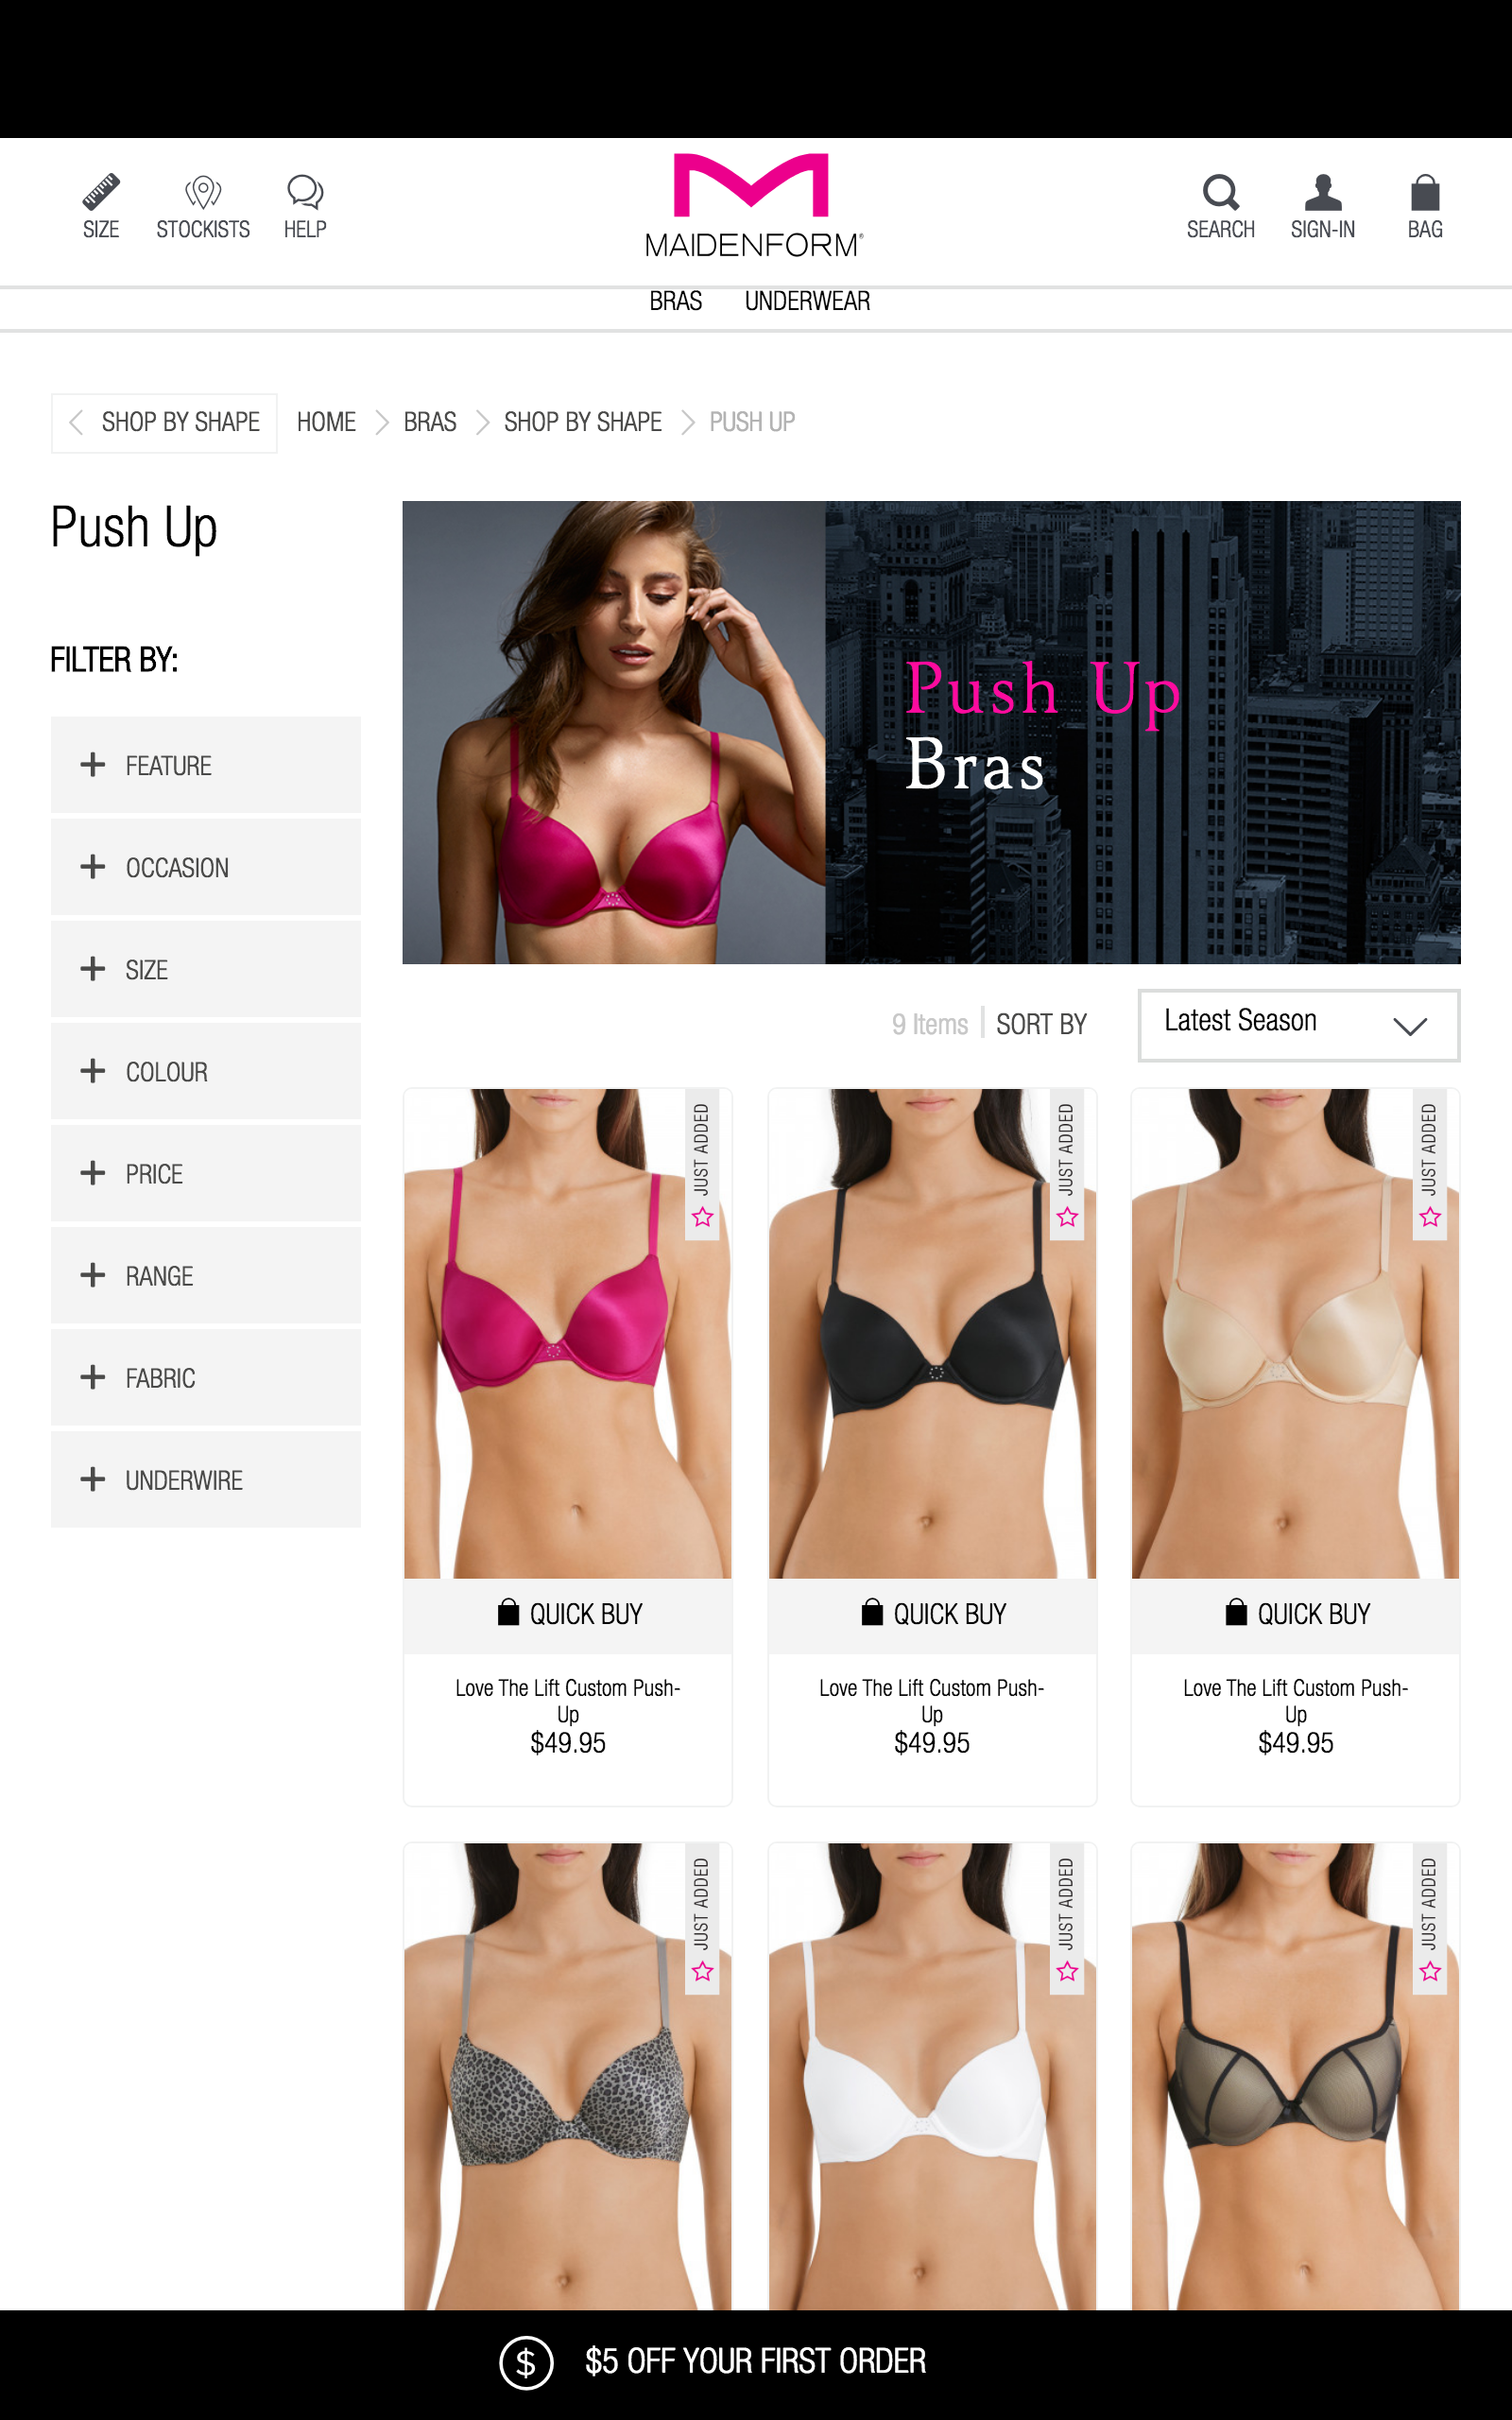 SIZE
STOCKISTS
HELP
MAIDENFORM®
SEARCH
SIGN-IN
BAG
BRAS
UNDERWEAR
SHOP BY SHAPE
HOME
BRAS
SHOP BY SHAPE
PUSH UP
Push Up
FILTER BY:
FEATURE
OCCASION
SIZE
COLOUR
PRICE
RANGE
FABRIC
UNDERWIRE
Push Up
Bras
9 Items
SORT BY
Latest Season
JUST ADDED
JUST ADDED
JUST ADDED
QUICK BUY
QUICK BUY
QUICK BUY
Love The Lift Custom Push-
Up
$49.95
Love The Lift Custom Push-
Up
$49.95
Love The Lift Custom Push-
Up
$49.95
JUST ADDED
JUST ADDED
JUST ADDED
$ $5 OFF YOUR FIRST ORDER